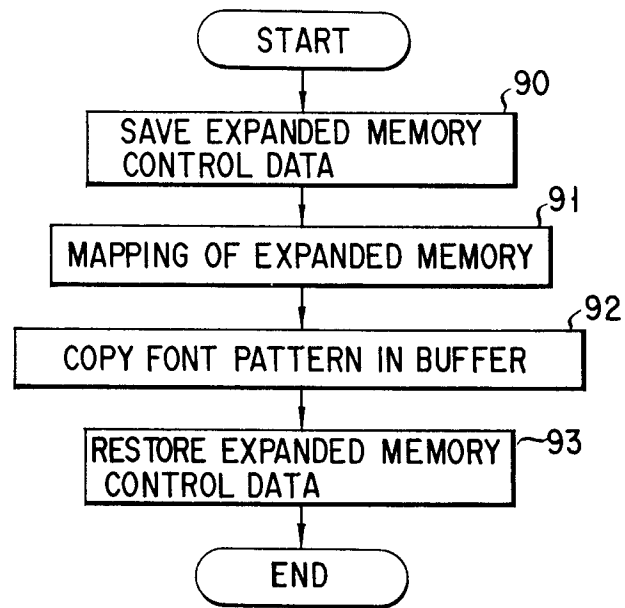 START
90
SAVE EXPANDED MEMORY
CONTROL DATA
91
MAPPING OF EXPANDED MEMORY
92
COPY FONT PATTERN IN BUFFER
93
RESTORE EXPANDED MEMORY
CONTROL DATA
END